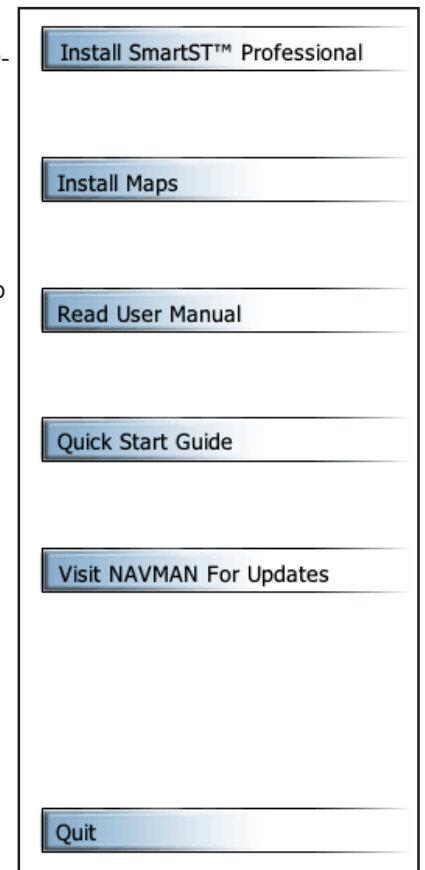 Install SmartST™ Professional
Install Maps
Read User Manual
Quick Start Guide
Visit NAVMAN For Updates
Quit